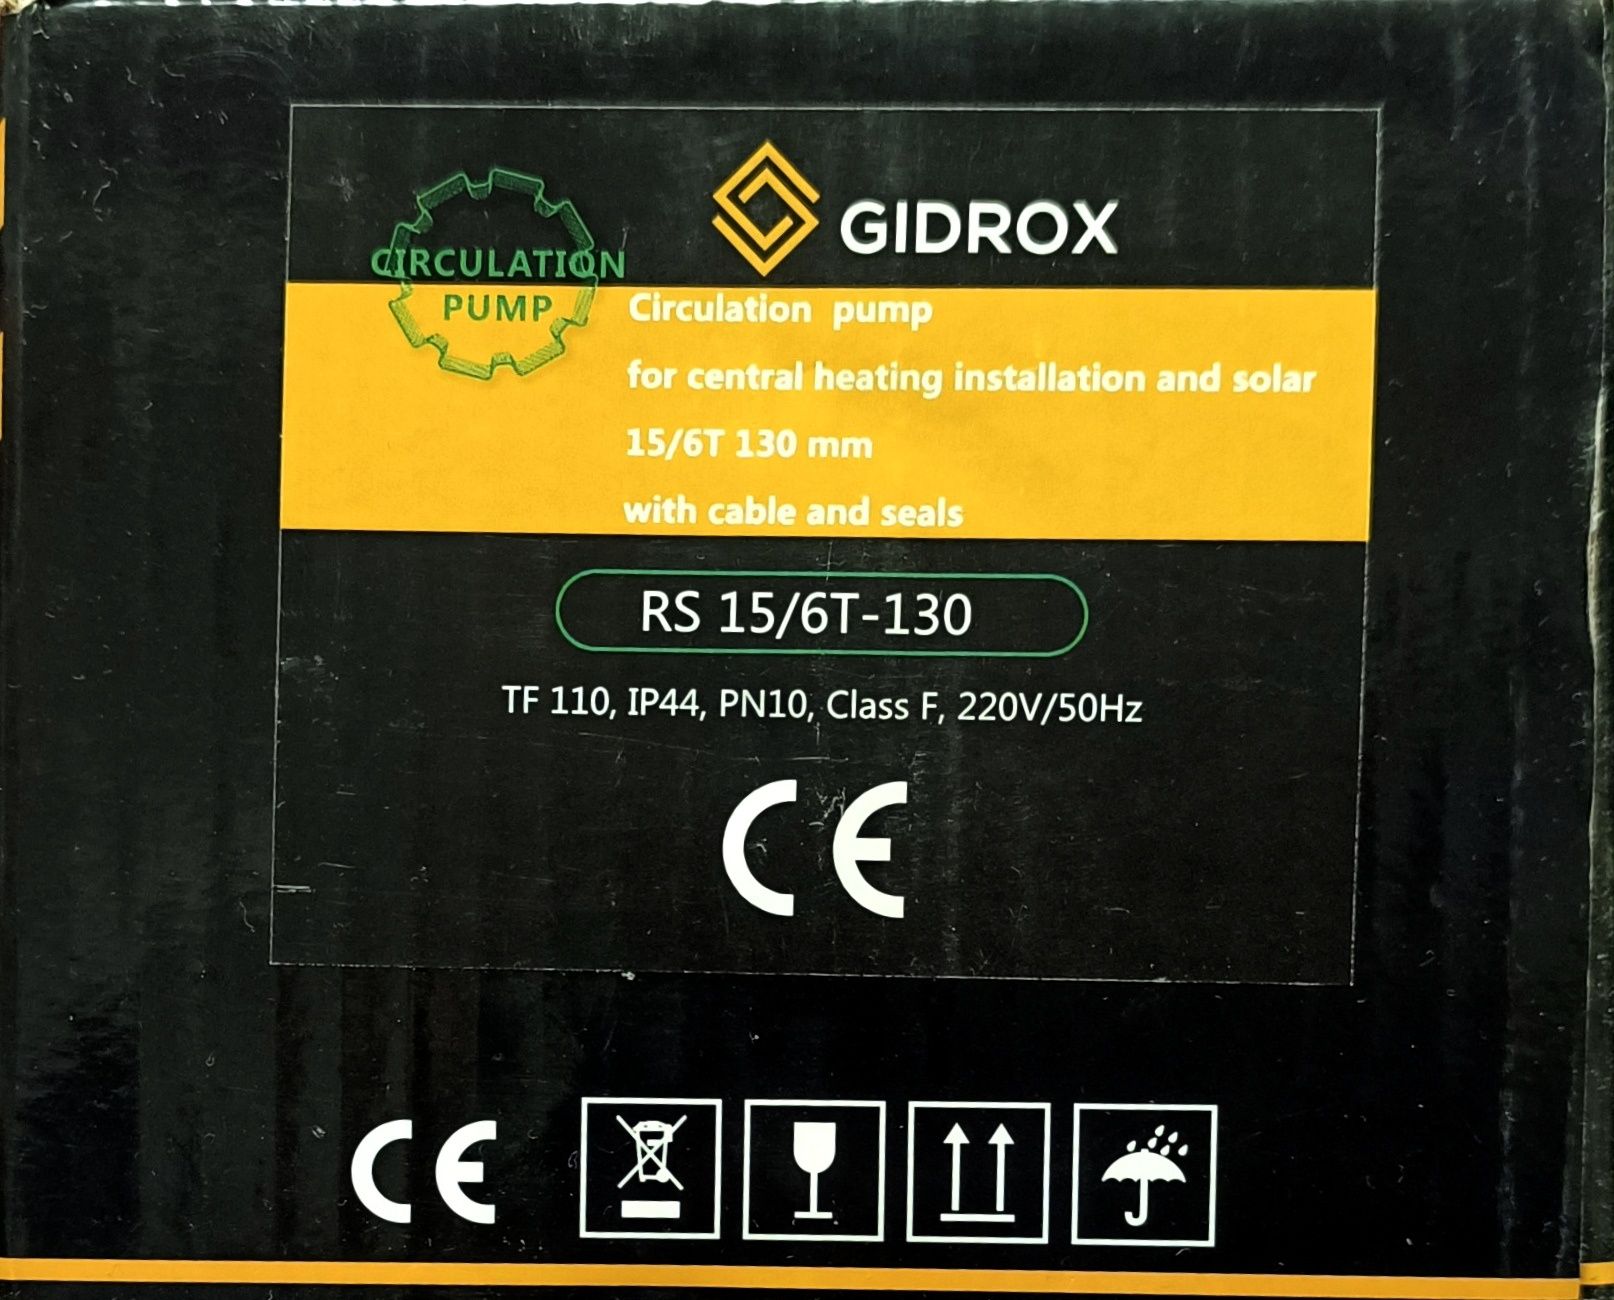 GIDROX
CIRCULATION
PUMP
Circulation pump
for central heating installation and solar
15/6T 130 mm
with cable and seals
RS 15/6T-130
TF 110, IP44, PN10, Class F, 220V/50Hz
CE
CE